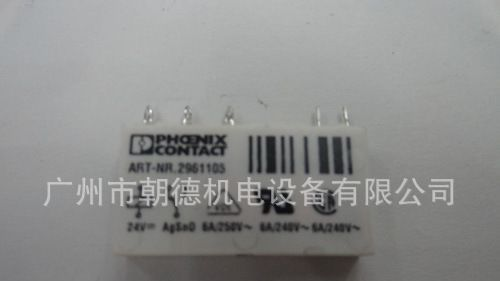 PHOENIX
CONTACT
ART-NR.2961105
广州市朝德机电设备有限公司
24V⎓ AgSnO 6A/250V~ 6A/240V~ 6A/240V~